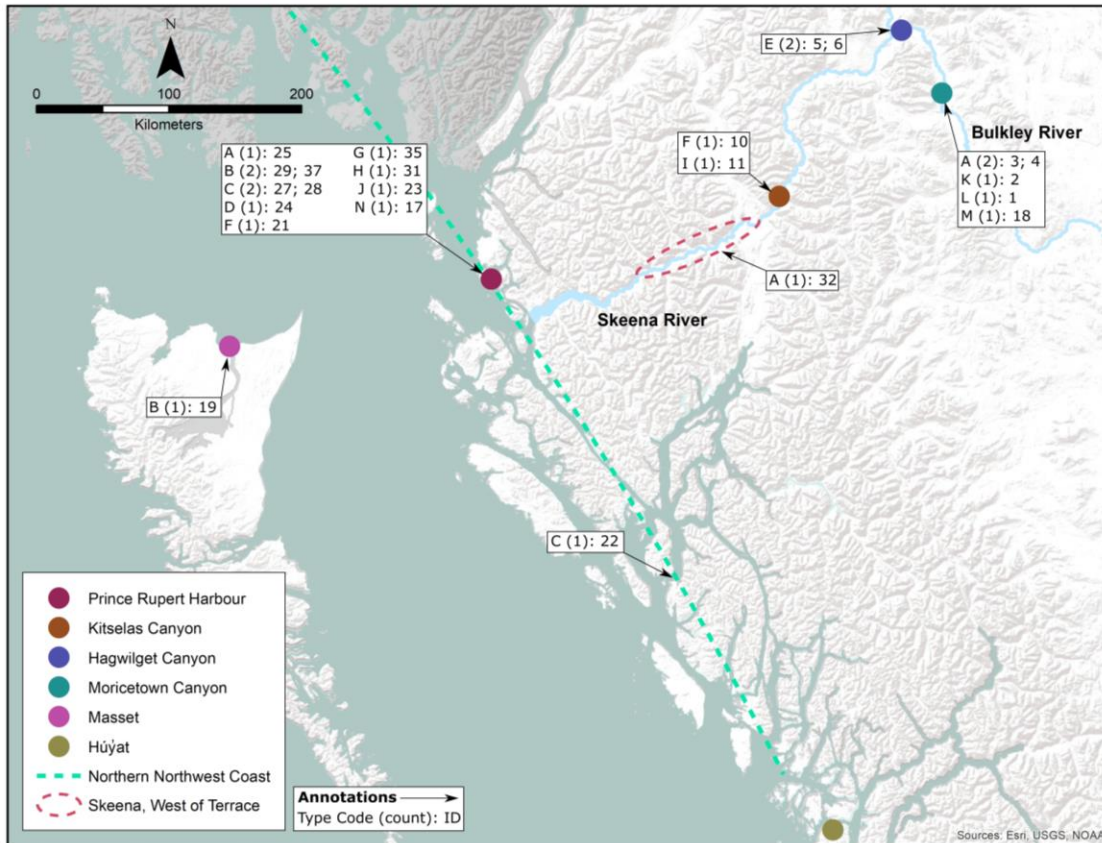 N
0 100 200
Kilometers
E (2): 5; 6
Bulkley River
A (2): 3; 4
K (1): 2
L (1): 1
M (1): 18
F (1): 10
I (1): 11
A (1): 25 G (1): 35
B (2): 29; 37 H (1): 31
C (2): 27; 28 J (1): 23
D (1): 24 N (1): 17
F (1): 21
A (1): 32
Skeena River
B (1): 19
C (1): 22
Prince Rupert Harbour
Kitselas Canyon
Hagwilget Canyon
Moricetown Canyon
Masset
Húy̓at
Northern Northwest Coast
Skeena, West of Terrace
Annotations
Type Code (count): ID
Sources: Esri, USGS, NOAA